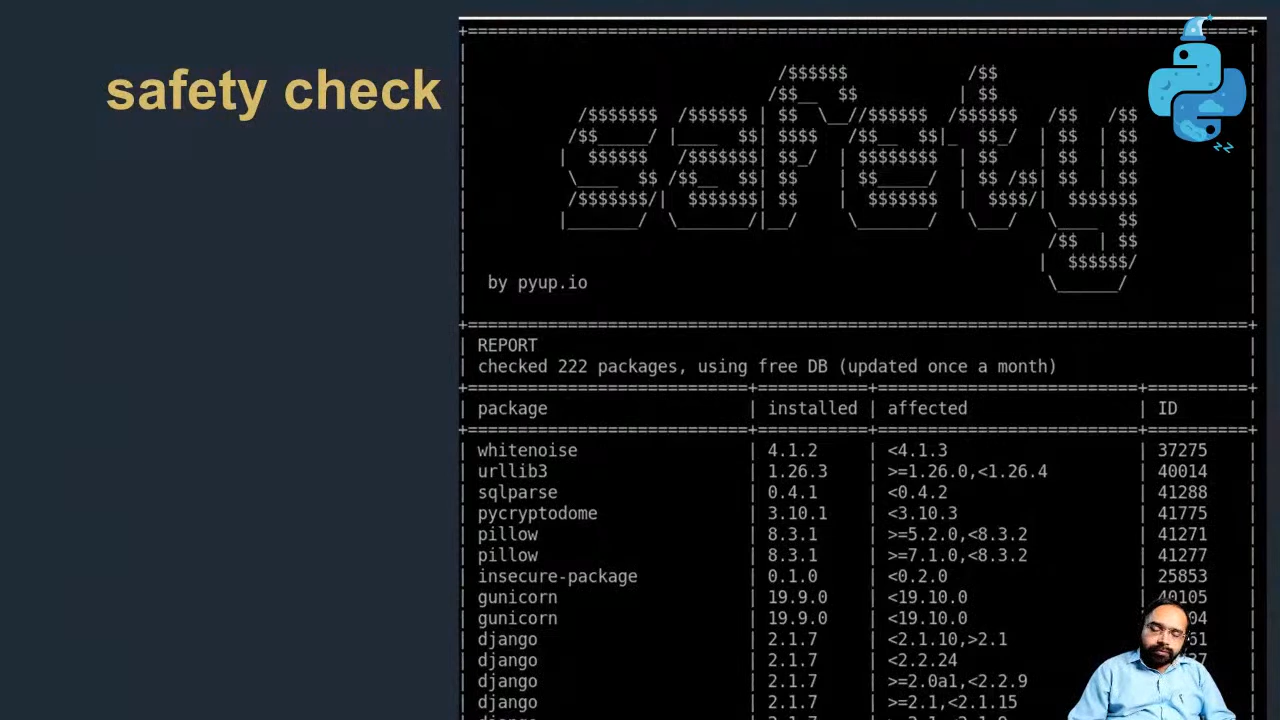 safety check
by pyup.io
REPORT
checked 222 packages, using free DB (updated once a month)
package | installed | affected | ID
whitenoise | 4.1.2 | <4.1.3 | 37275
urllib3 | 1.26.3 | >=1.26.0,<1.26.4 | 40014
sqlparse | 0.4.1 | <0.4.2 | 41288
pycryptodome | 3.10.1 | <3.10.3 | 41775
pillow | 8.3.1 | >=5.2.0,<8.3.2 | 41271
pillow | 8.3.1 | >=7.1.0,<8.3.2 | 41277
insecure-package | 0.1.0 | <0.2.0 | 25853
gunicorn | 19.9.0 | <19.10.0 | 40105
gunicorn | 19.9.0 | <19.10.0
django | 2.1.7 | <2.1.10,>2.1
django | 2.1.7 | <2.2.24
django | 2.1.7 | >=2.0a1,<2.2.9
django | 2.1.7 | >=2.1,<2.1.15
zz